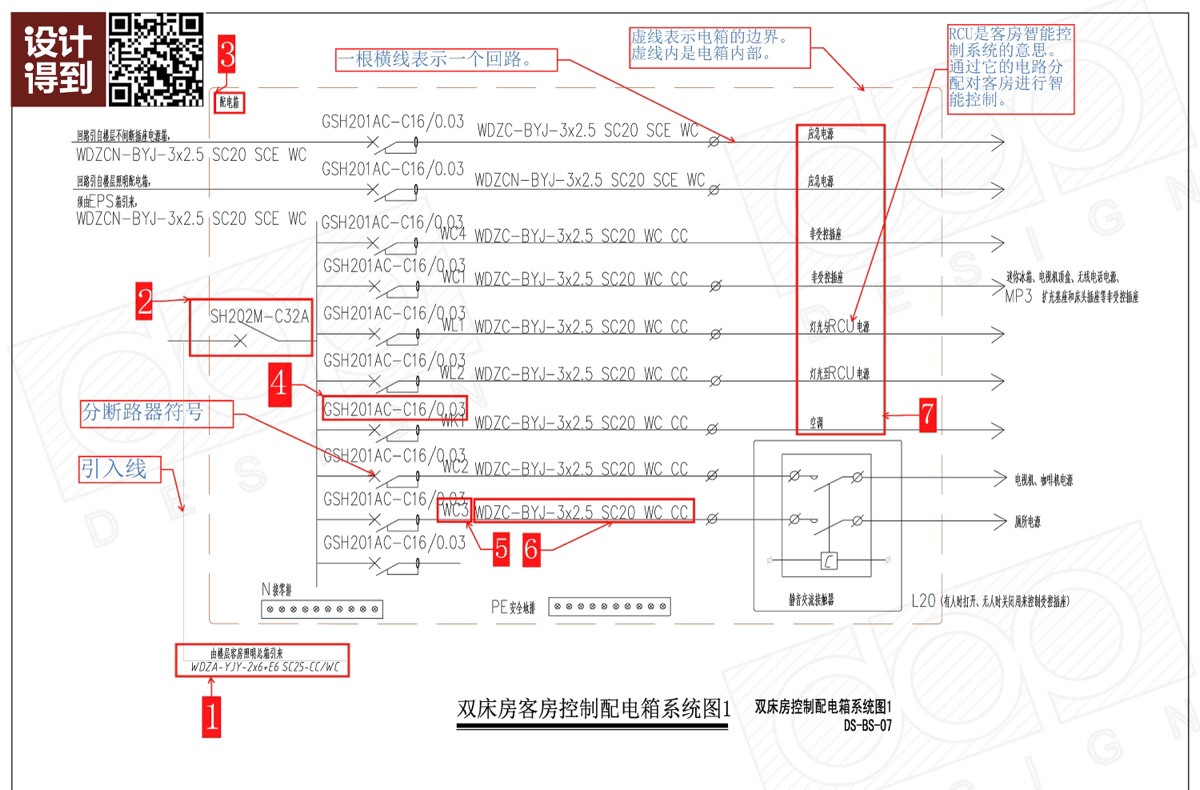 设计
得到
3
配电箱
一根横线表示一个回路。
虚线表示电箱的边界。
虚线内是电箱内部。
RCU是客房智能控
制系统的意思。
通过它的电路分
配对客房进行智
能控制。
回路引自楼层不间断插座电源箱,
WDZCN-BYJ-3x2.5 SC20 SCE WC
GSH201AC-C16/0.03
WDZC-BYJ-3x2.5 SC20 SCE WC
应急电源
回路引自楼层照明配电箱,
须由EPS箱引来,
WDZCN-BYJ-3x2.5 SC20 SCE WC
GSH201AC-C16/0.03
WDZCN-BYJ-3x2.5 SC20 SCE WC
应急电源
GSH201AC-C16/0.03
WC4
WDZC-BYJ-3x2.5 SC20 WC CC
非受控插座
GSH201AC-C16/0.03
WC1
WDZC-BYJ-3x2.5 SC20 WC CC
非受控插座
迷你冰箱、电视机顶盒、无线电话电源、
MP3 扩充基座和床头插座等非受控插座
2
SH202M-C32A
GSH201AC-C16/0.03
WL1
WDZC-BYJ-3x2.5 SC20 WC CC
灯光与RCU电源
GSH201AC-C16/0.03
WL2
WDZC-BYJ-3x2.5 SC20 WC CC
灯光至RCU电源
4
GSH201AC-C16/0.03
WK1
WDZC-BYJ-3x2.5 SC20 WC CC
空调
7
分断路器符号
GSH201AC-C16/0.03
WC2
WDZC-BYJ-3x2.5 SC20 WC CC
电视机、咖啡机电源
引入线
GSH201AC-C16/0.03
WC3
WDZC-BYJ-3x2.5 SC20 WC CC
厕所电源
5
6
GSH201AC-C16/0.03
C
N 接零排
PE 安全地排
静音交流接触器
L20 (有人时打开、无人时关闭用来控制受控插座)
由楼层客房照明总箱引来
WDZA-YJY-2x6+E6 SC25-CC/WC
1
双床房客房控制配电箱系统图1
双床房控制配电箱系统图1
DS-BS-07
DESIGN
DESIGN
DESIGN